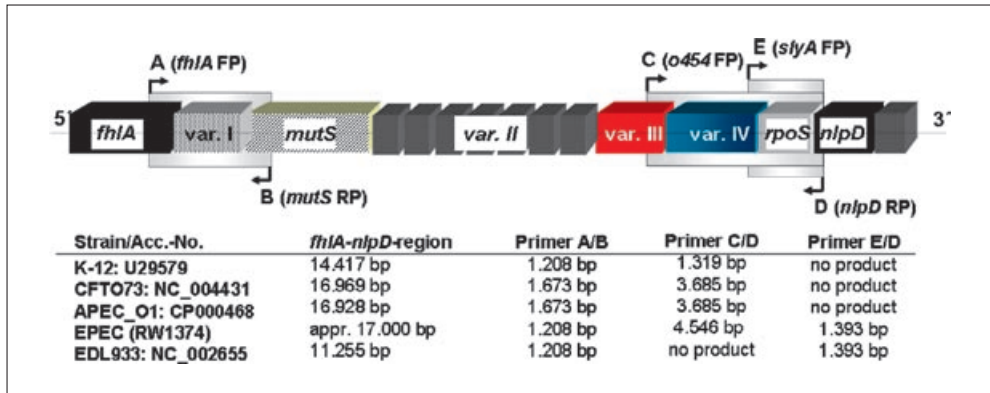 E (slyA FP)
A (fhlA FP)
C (o454 FP)
5'
3'
fhlA
var. I
mutS
var. II
var. III
var. IV
rpoS
nlpD
B (mutS RP)
D (nlpD RP)
Strain/Acc.-No. fhlA-nlpD-region Primer A/B Primer C/D Primer E/D
K-12: U29579 14.417 bp 1.208 bp 1.319 bp no product
CFTO73: NC_004431 16.969 bp 1.673 bp 3.685 bp no product
APEC_O1: CP000468 16.928 bp 1.673 bp 3.685 bp no product
EPEC (RW1374) appr. 17.000 bp 1.208 bp 4.546 bp 1.393 bp
EDL933: NC_002655 11.255 bp 1.208 bp no product 1.393 bp